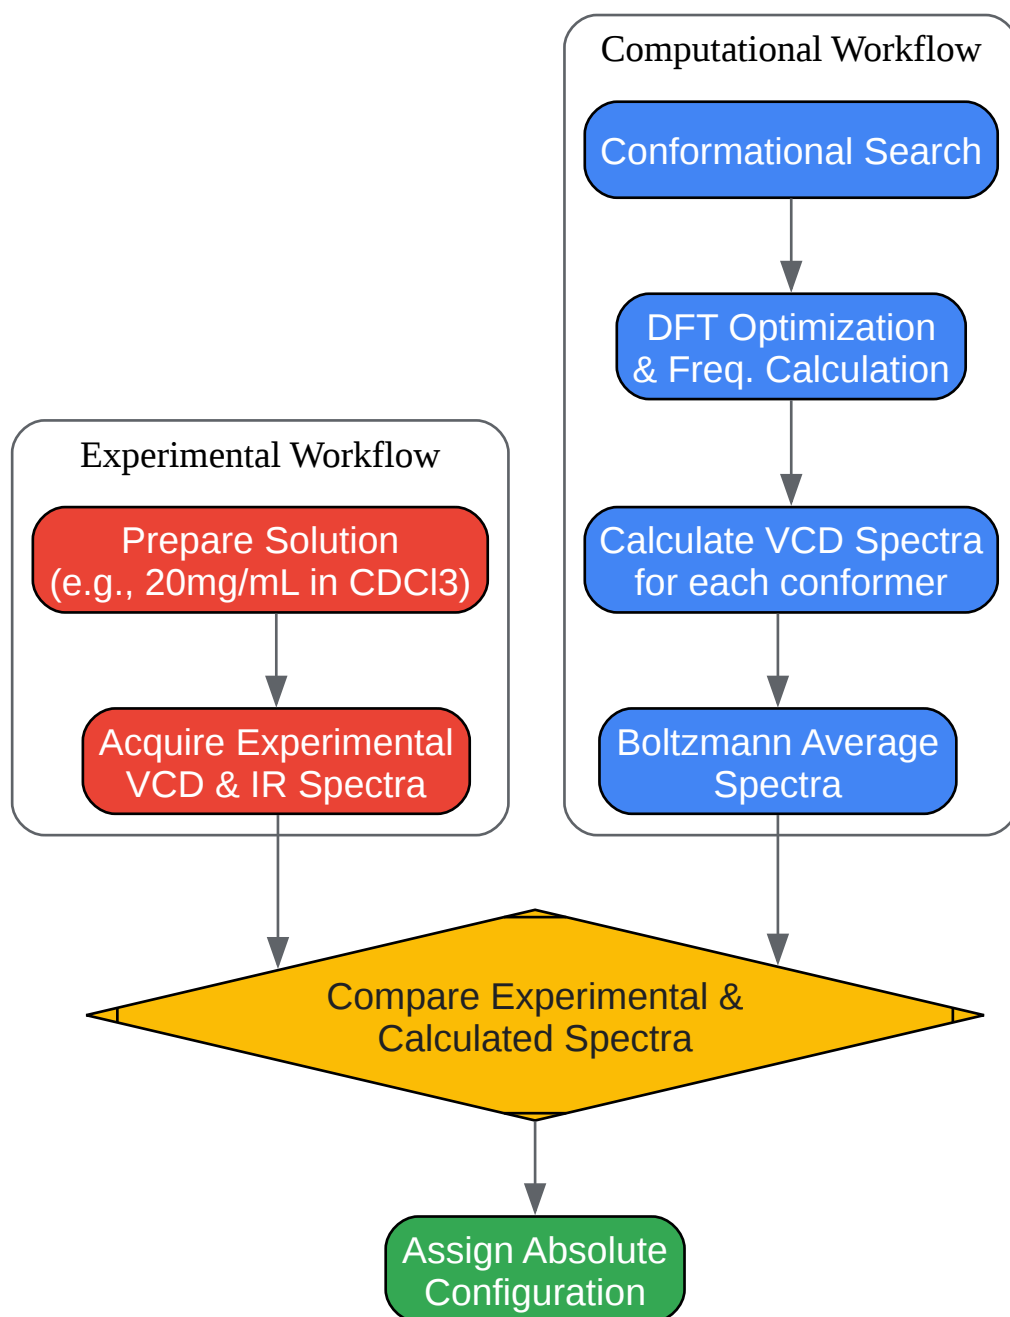 Computational Workflow
Conformational Search
DFT Optimization
& Freq. Calculation
Experimental Workflow
Prepare Solution
(e.g., 20mg/mL in CDCl3)
Calculate VCD Spectra
for each conformer
Acquire Experimental
VCD & IR Spectra
Boltzmann Average
Spectra
Compare Experimental &
Calculated Spectra
Assign Absolute
Configuration